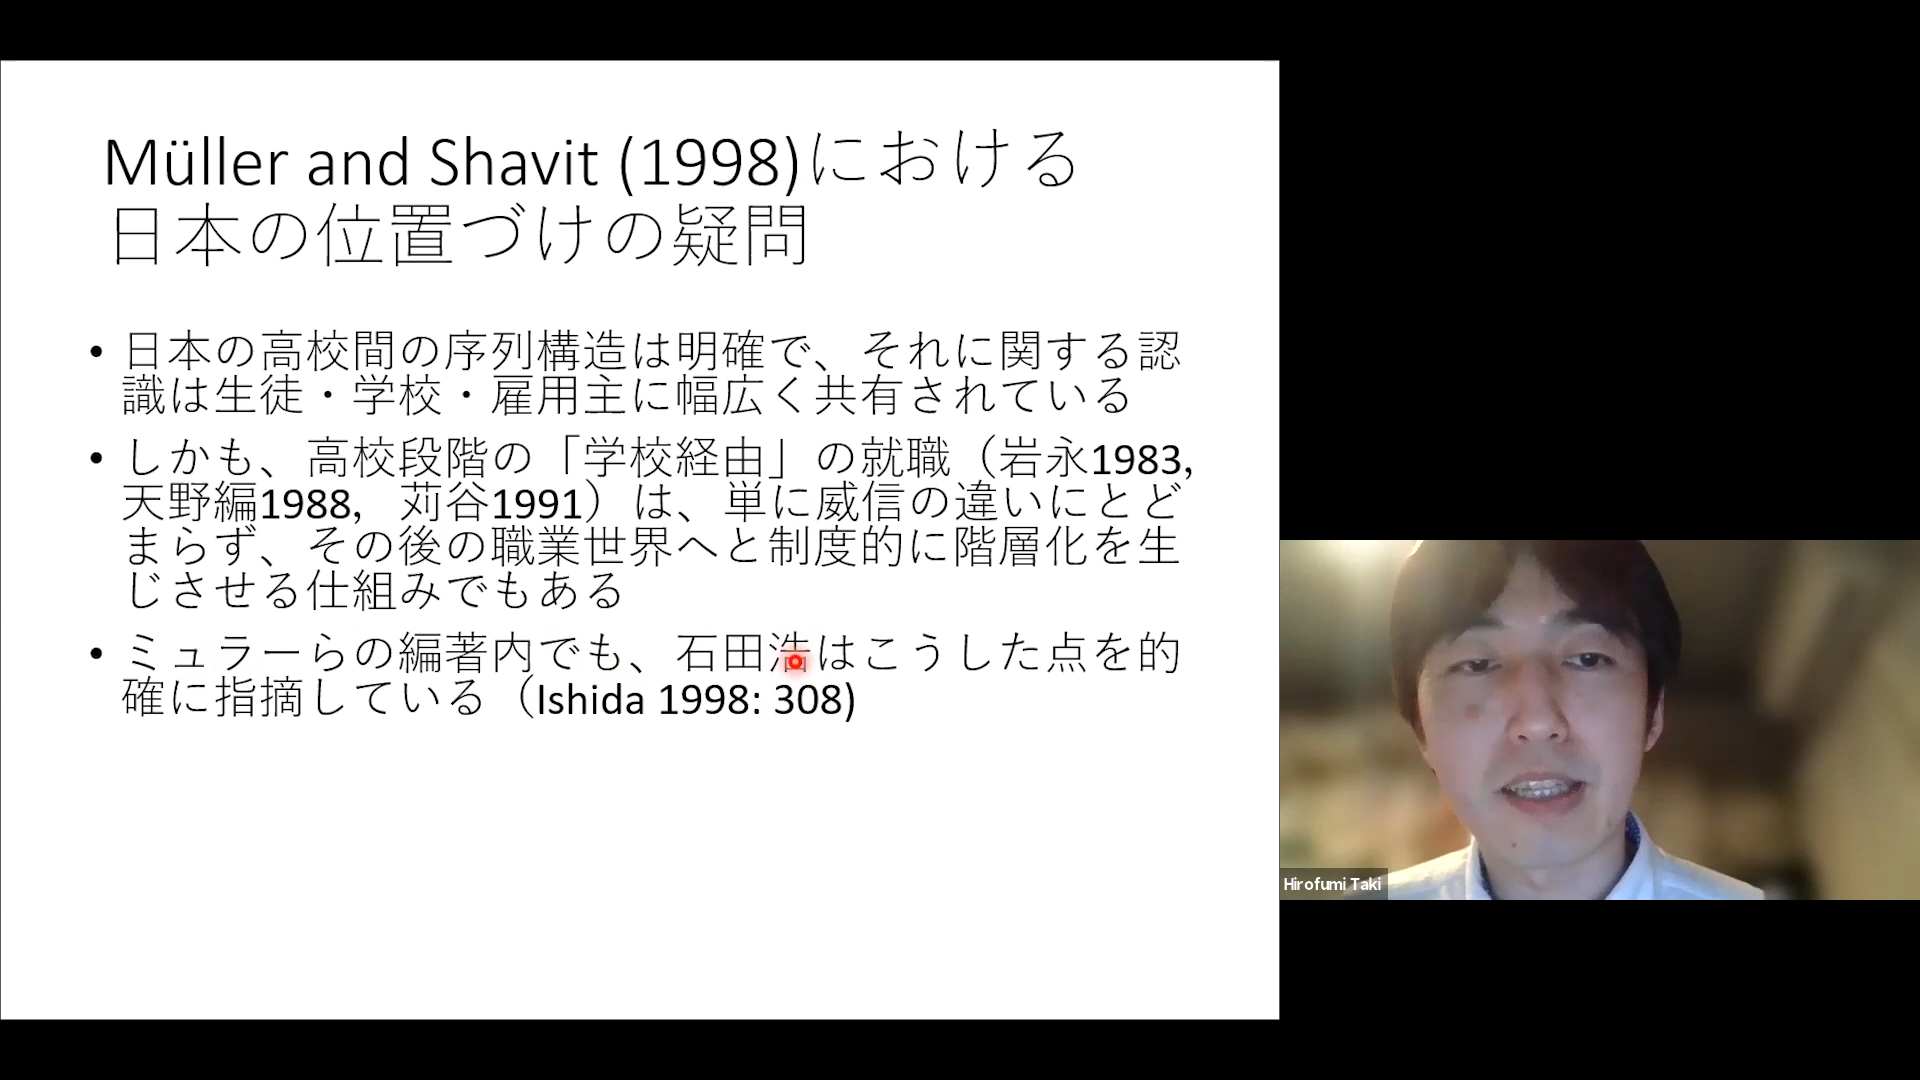 Müller and Shavit (1998)における
日本の位置づけの疑問
• 日本の高校間の序列構造は明確で、それに関する認
識は生徒・学校・雇用主に幅広く共有されている
• しかも、高校段階の「学校経由」の就職（岩永1983,
天野編1988, 苅谷1991）は、単に威信の違いにとど
まらず、その後の職業世界へと制度的に階層化を生
じさせる仕組みでもある
• ミュラーらの編著内でも、石田浩はこうした点を的
確に指摘している（Ishida 1998: 308)
Hirofumi Taki